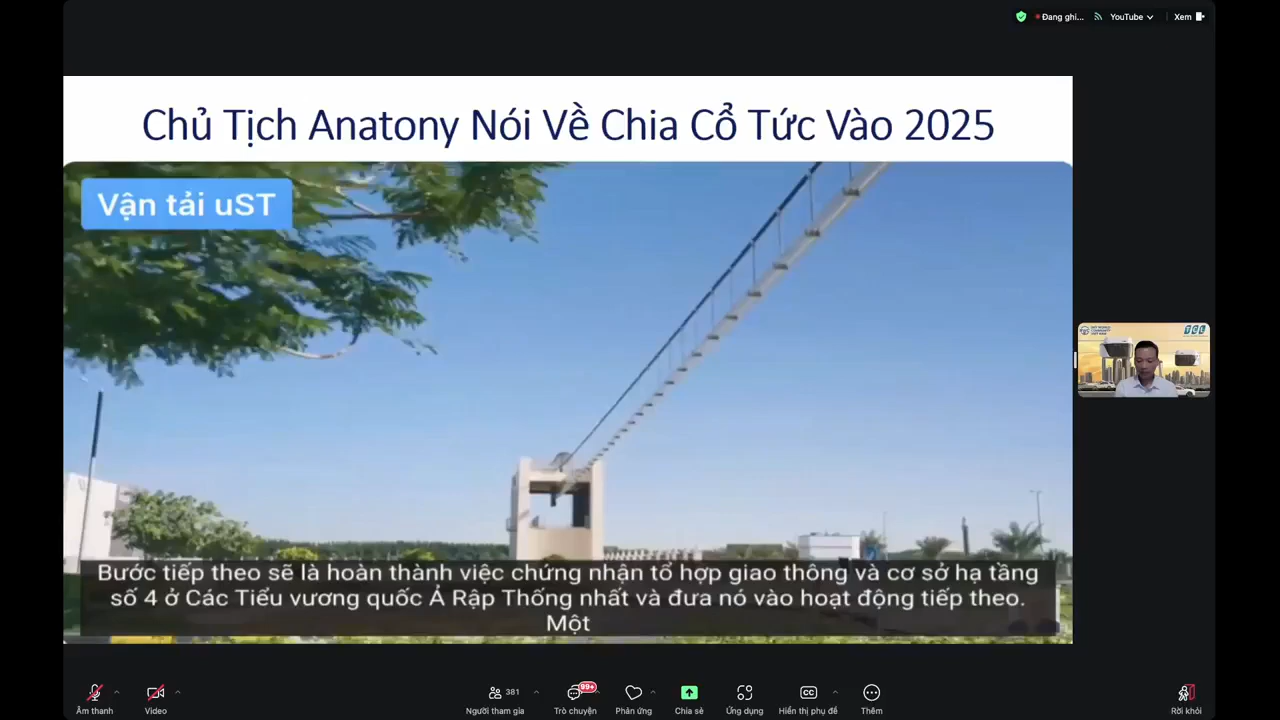 Đang ghi...
YouTube
Xem
Chủ Tịch Anatony Nói Về Chia Cổ Tức Vào 2025
Vận tải uST
TCL
Bước tiếp theo sẽ là hoàn thành việc chứng nhận tổ hợp giao thông và cơ sở hạ tầng
số 4 ở Các Tiểu vương quốc Ả Rập Thống nhất và đưa nó vào hoạt động tiếp theo.
Một
381
99+
CC
Âm thanh
Video
Người tham gia
Trò chuyện
Phản ứng
Chia sẻ
Ứng dụng
Hiển thị phụ đề
Thêm
Rời khỏi